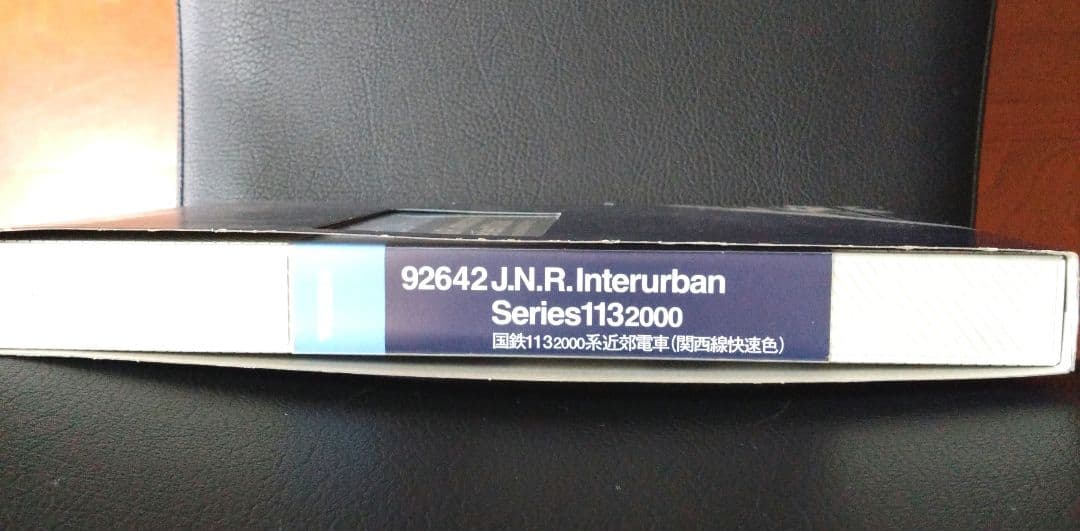 92642 J.N.R. Interurban
Series113 2000
国鉄113 2000系近郊電車(関西線快速色)